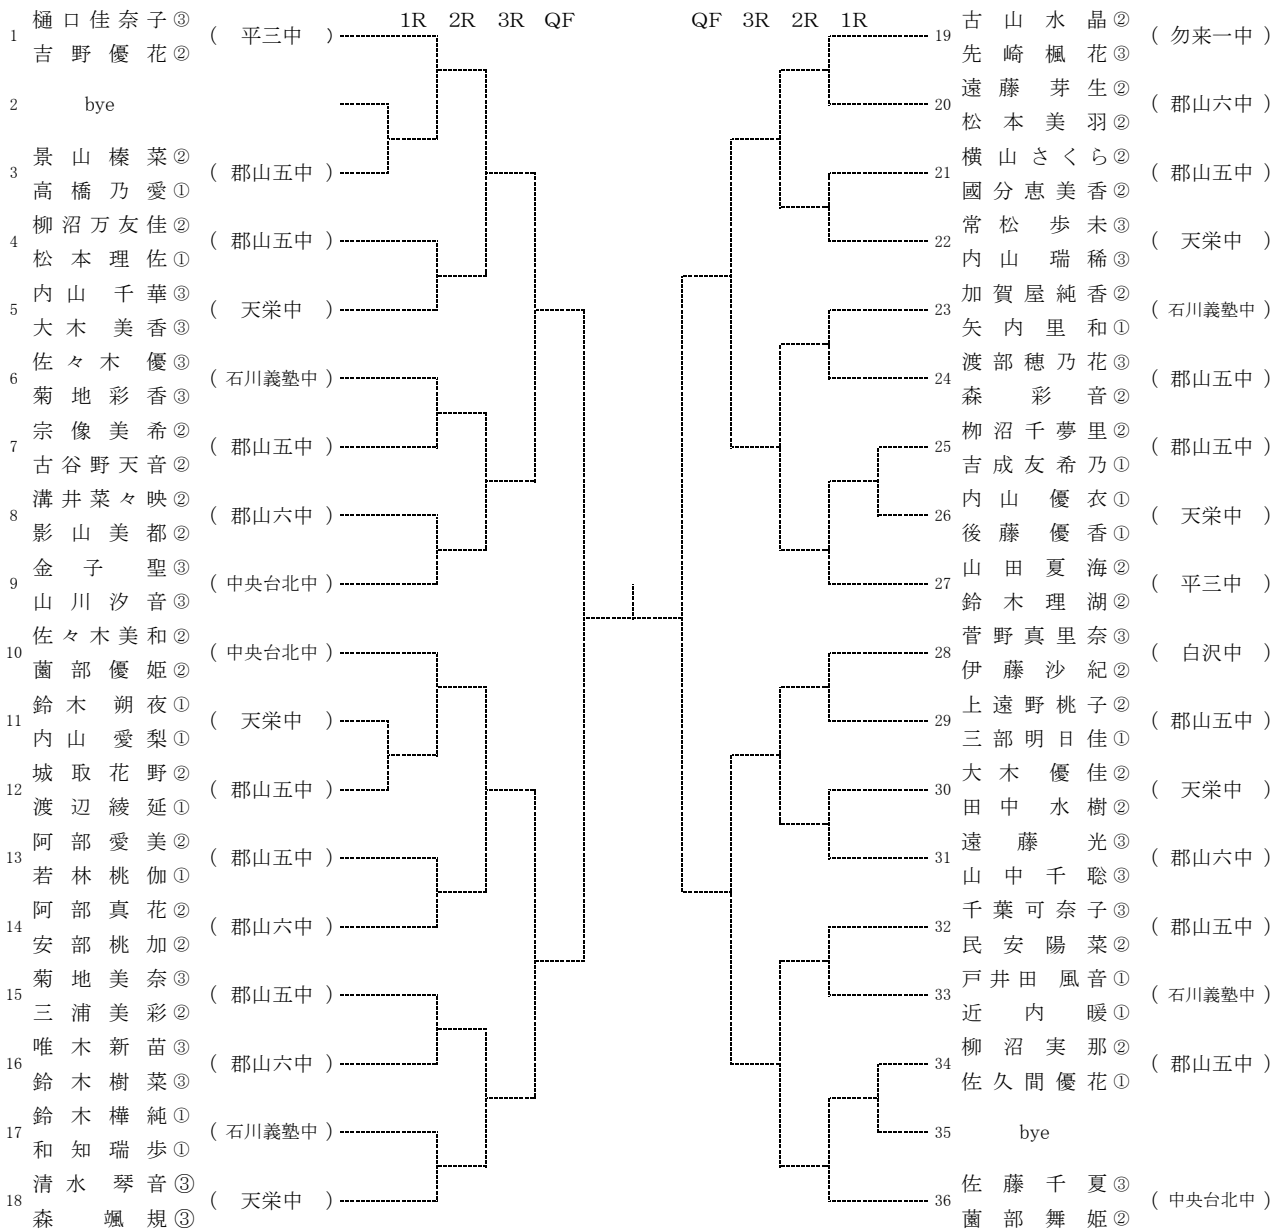 1R 2R 3R QF
QF 3R 2R 1R
1 樋口佳奈子③ 吉野優花② ( 平三中 )
2 bye
3 景山榛菜② 高橋乃愛① ( 郡山五中 )
4 柳沼万友佳② 松本理佐① ( 郡山五中 )
5 内山千華③ 大木美香③ ( 天栄中 )
6 佐々木優③ 菊地彩香③ ( 石川義塾中 )
7 宗像美希② 古谷野天音② ( 郡山五中 )
8 溝井菜々映② 影山美都② ( 郡山六中 )
9 金子聖③ 山川汐音③ ( 中央台北中 )
10 佐々木美和② 薗部優姫② ( 中央台北中 )
11 鈴木朔夜① 内山愛梨① ( 天栄中 )
12 城取花野② 渡辺綾延① ( 郡山五中 )
13 阿部愛美② 若林桃伽① ( 郡山五中 )
14 阿部真花② 安部桃加② ( 郡山六中 )
15 菊地美奈③ 三浦美彩② ( 郡山五中 )
16 唯木新苗③ 鈴木樹菜③ ( 郡山六中 )
17 鈴木樺純① 和知瑞歩① ( 石川義塾中 )
18 清水琴音③ 森颯規③ ( 天栄中 )
19 古山水晶② 先崎楓花③ ( 勿来一中 )
20 遠藤芽生② 松本美羽② ( 郡山六中 )
21 横山さくら② 國分恵美香② ( 郡山五中 )
22 常松歩未③ 内山瑞稀③ ( 天栄中 )
23 加賀屋純香② 矢内里和① ( 石川義塾中 )
24 渡部穂乃花③ 森彩音② ( 郡山五中 )
25 栁沼千夢里② 吉成友希乃① ( 郡山五中 )
26 内山優衣① 後藤優香① ( 天栄中 )
27 山田夏海② 鈴木理湖② ( 平三中 )
28 菅野真里奈③ 伊藤沙紀② ( 白沢中 )
29 上遠野桃子② 三部明日佳① ( 郡山五中 )
30 大木優佳② 田中水樹② ( 天栄中 )
31 遠藤光③ 山中千聡③ ( 郡山六中 )
32 千葉可奈子③ 民安陽菜② ( 郡山五中 )
33 戸井田風音① 近内暖① ( 石川義塾中 )
34 柳沼実那② 佐久間優花① ( 郡山五中 )
35 bye
36 佐藤千夏③ 薗部舞姫② ( 中央台北中 )